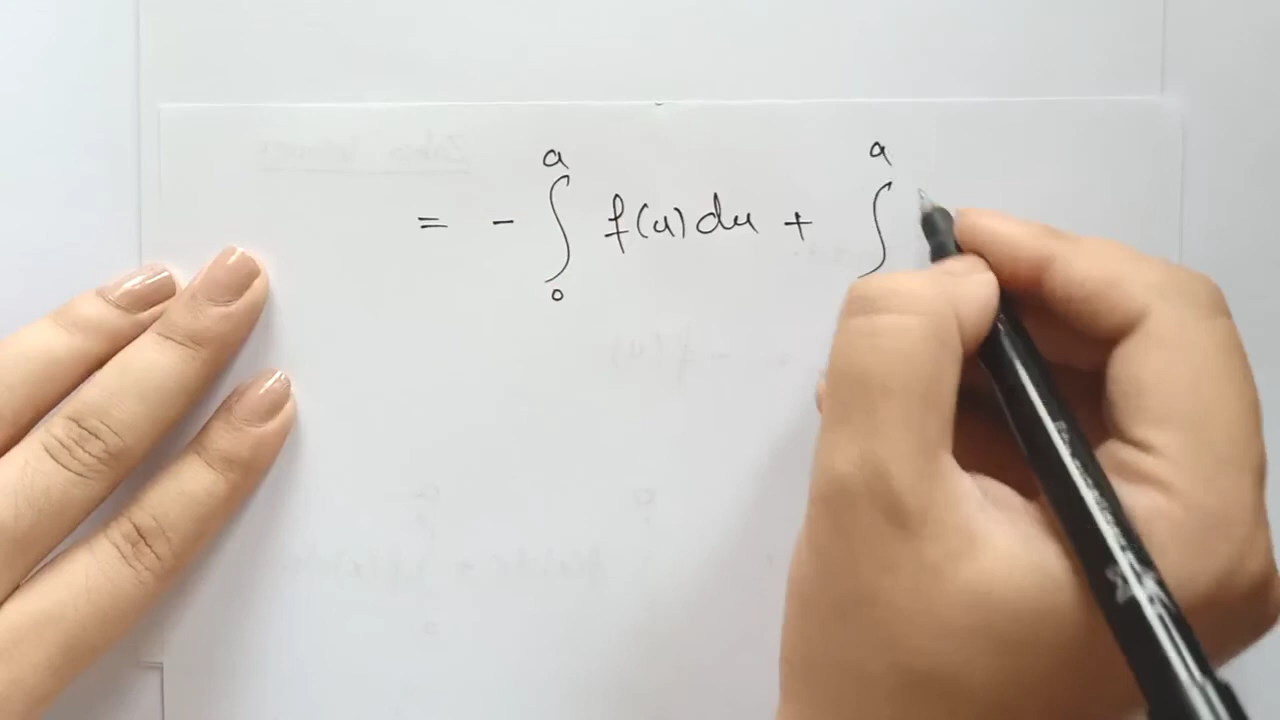 = - ∫₀ᵃ f(u) du + ∫ᵃ